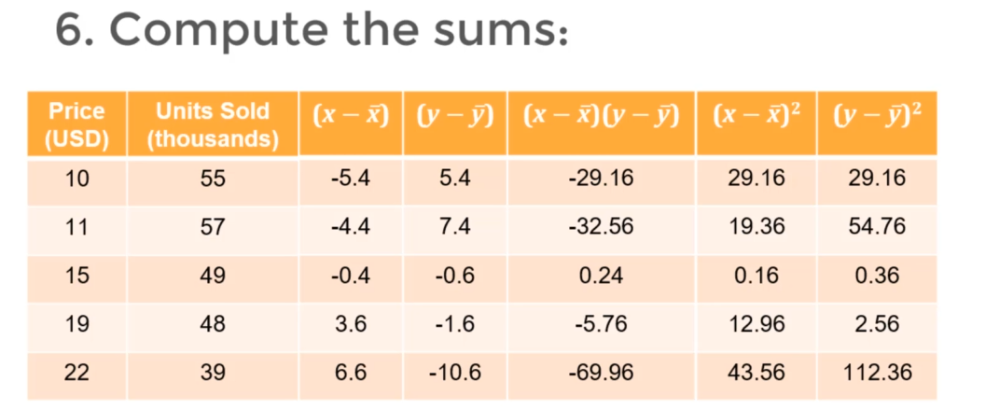 6. Compute the sums:
Price (USD) Units Sold (thousands) (x − x̄) (y − ȳ) (x − x̄)(y − ȳ) (x − x̄)² (y − ȳ)²
10 55 -5.4 5.4 -29.16 29.16 29.16
11 57 -4.4 7.4 -32.56 19.36 54.76
15 49 -0.4 -0.6 0.24 0.16 0.36
19 48 3.6 -1.6 -5.76 12.96 2.56
22 39 6.6 -10.6 -69.96 43.56 112.36